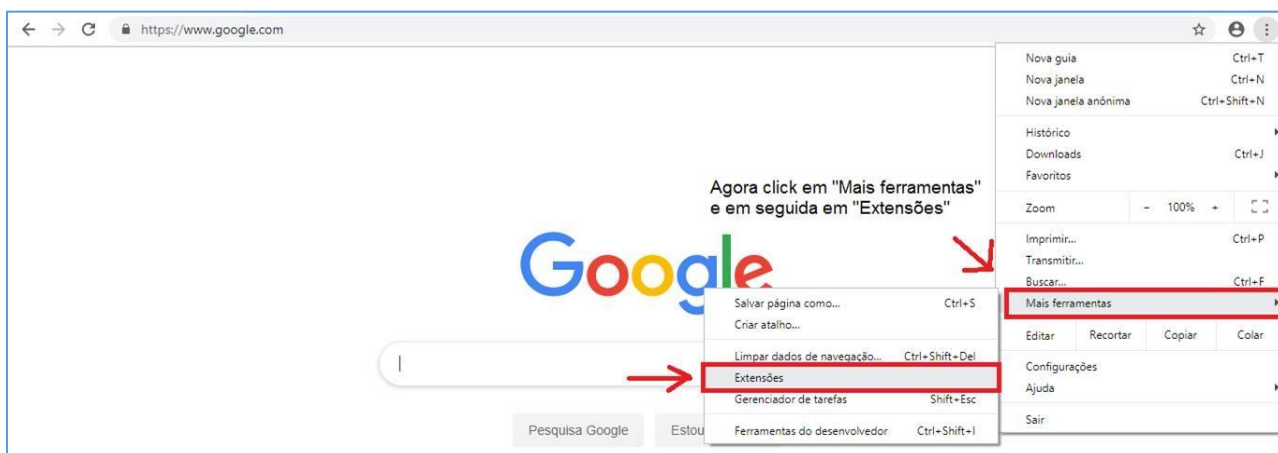 https://www.google.com
Nova guia Ctrl+T
Nova janela Ctrl+N
Nova janela anônima Ctrl+Shift+N
Histórico
Downloads Ctrl+J
Favoritos
Zoom - 100% +
Imprimir... Ctrl+P
Transmitir...
Buscar... Ctrl+F
Mais ferramentas
Editar Recortar Copiar Colar
Configurações
Ajuda
Sair
Agora click em "Mais ferramentas"
e em seguida em "Extensões"
Google
Salvar página como... Ctrl+S
Criar atalho...
Limpar dados de navegação... Ctrl+Shift+Del
Extensões
Gerenciador de tarefas Shift+Esc
Ferramentas do desenvolvedor Ctrl+Shift+I
Pesquisa Google Estou